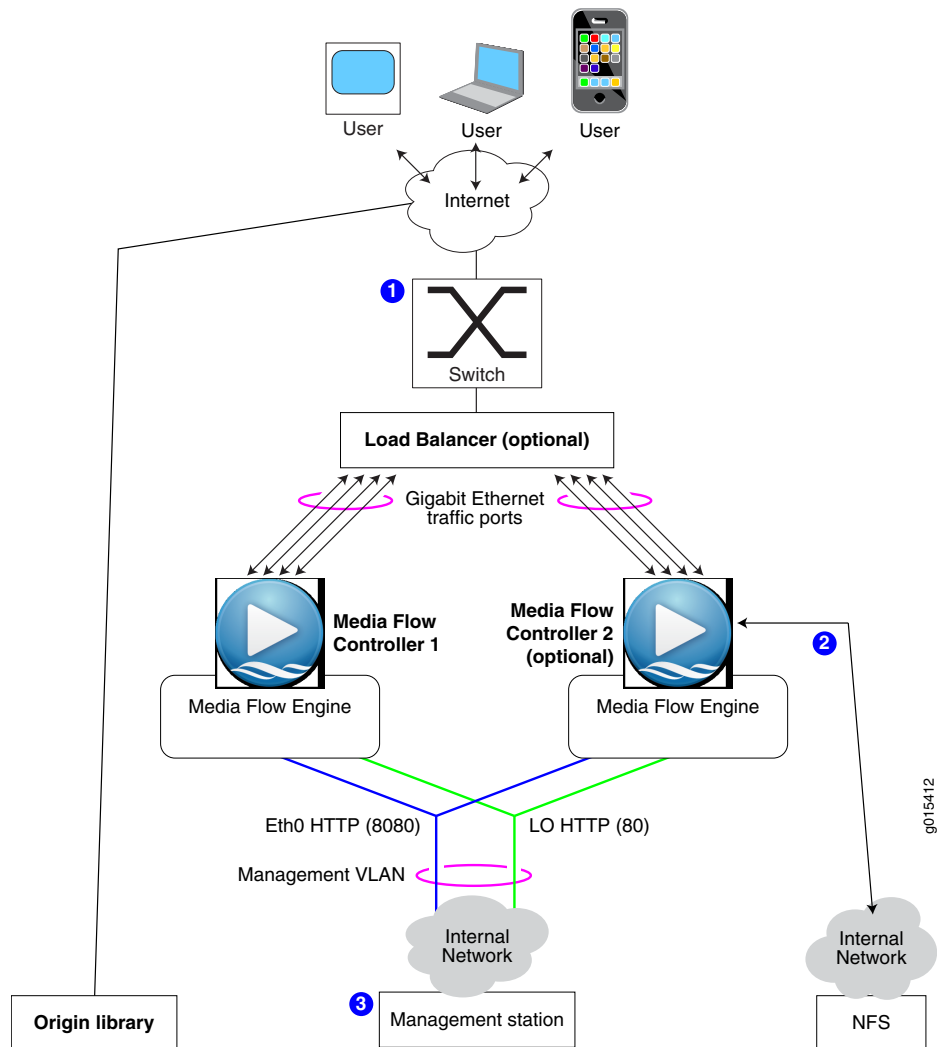 User
User
User
Internet
1
Switch
Load Balancer (optional)
Gigabit Ethernet
traffic ports
Media Flow
Controller 1
Media Flow
Controller 2
(optional)
2
Media Flow Engine
Media Flow Engine
g015412
Eth0 HTTP (8080)
LO HTTP (80)
Management VLAN
Internal
Network
Internal
Network
3
Origin library
Management station
NFS